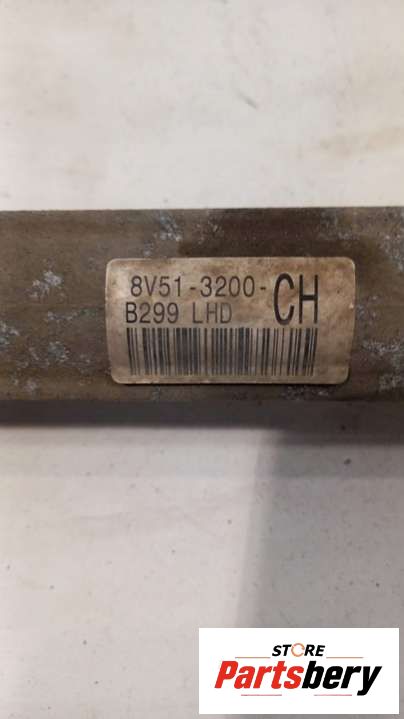 8V51-3200-CH
B299 LHD
STORE
Partsbery